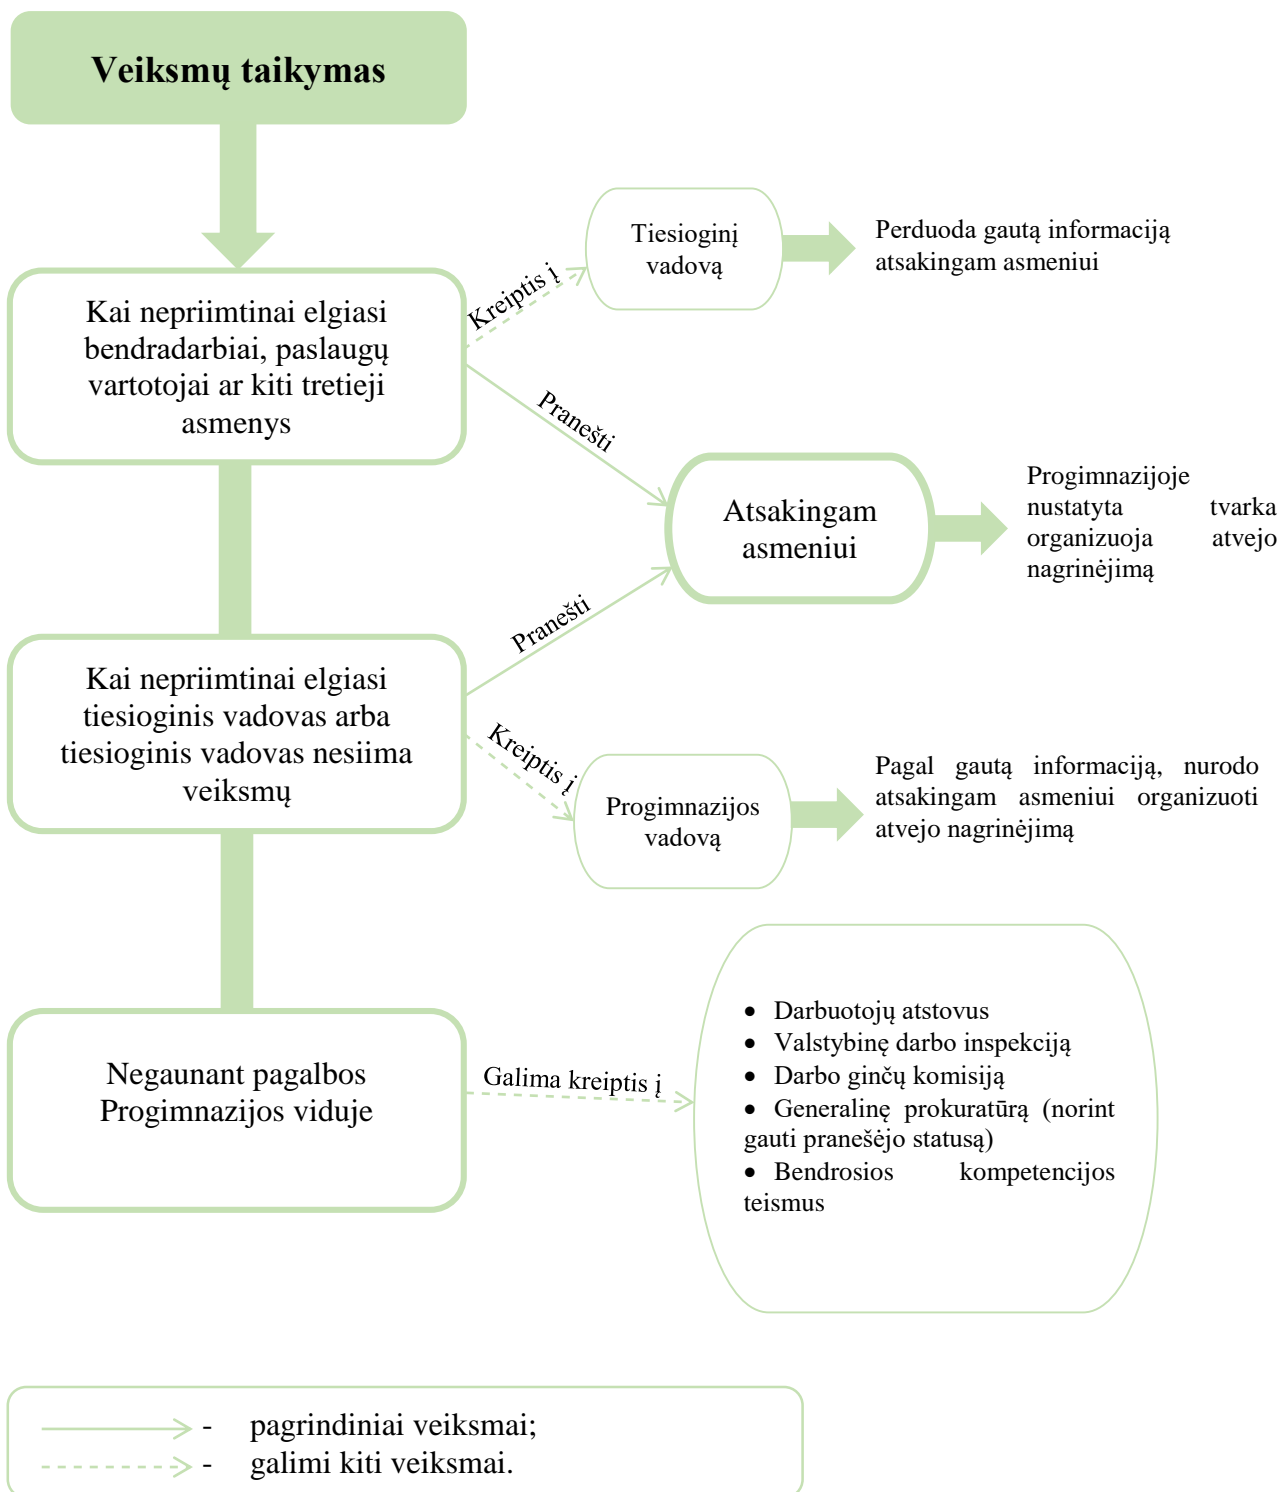 Veiksmų taikymas
Kreiptis į
Tiesioginį
vadovą
Perduoda gautą informaciją
atsakingam asmeniui
Kai nepriimtinai elgiasi
bendradarbiai, paslaugų
vartotojai ar kiti tretieji
asmenys
Pranešti
Atsakingam
asmeniui
Progimnazijoje
nustatyta tvarka
organizuoja atvejo
nagrinėjimą
Pranešti
Kai nepriimtinai elgiasi
tiesioginis vadovas arba
tiesioginis vadovas nesiima
veiksmų
Kreiptis į
Progimnazijos
vadovą
Pagal gautą informaciją, nurodo
atsakingam asmeniui organizuoti
atvejo nagrinėjimą
Negaunant pagalbos
Progimnazijos viduje
Galima kreiptis į
• Darbuotojų atstovus
• Valstybinę darbo inspekciją
• Darbo ginčų komisiją
• Generalinę prokuratūrą (norint
gauti pranešėjo statusą)
• Bendrosios kompetencijos
teismus
- pagrindiniai veiksmai;
- galimi kiti veiksmai.